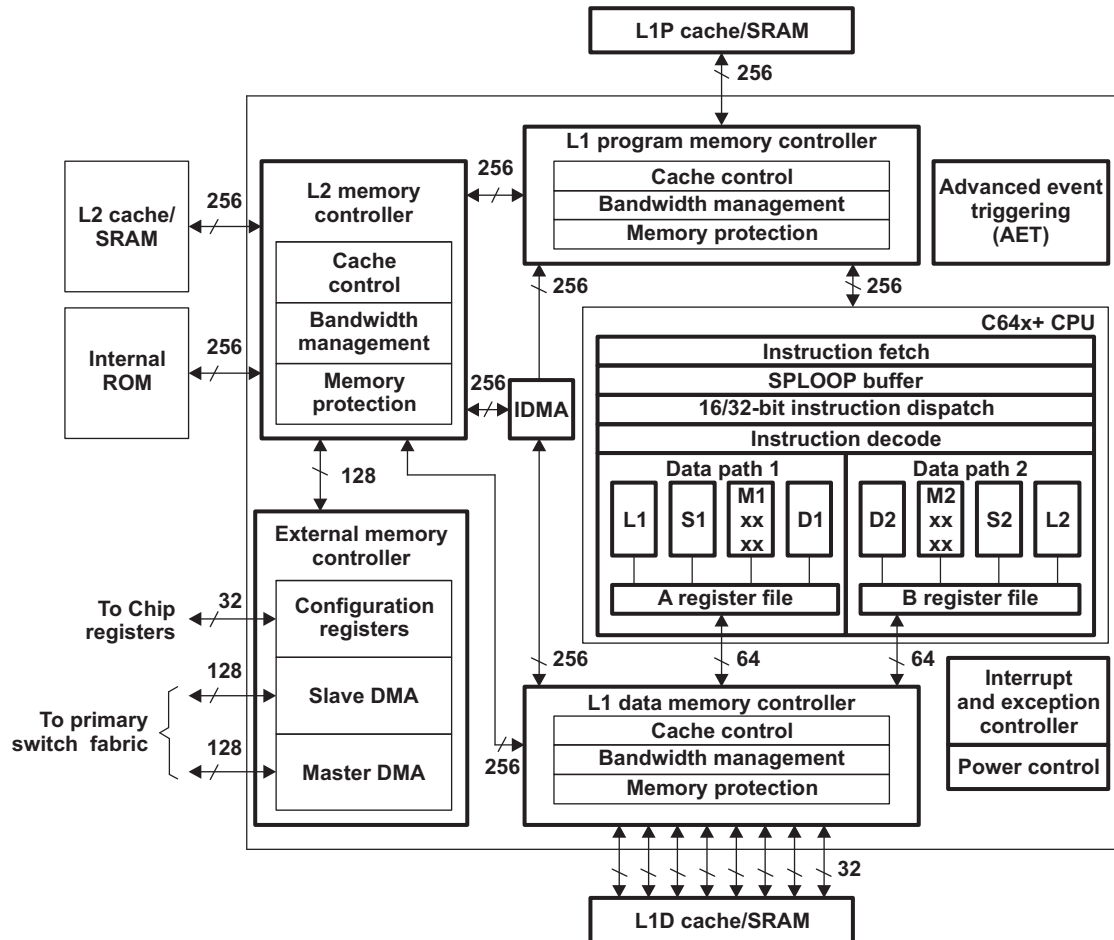 L1P cache/SRAM
256
L1 program memory controller
Cache control
Bandwidth management
Memory protection
Advanced event
triggering
(AET)
256
L2 memory
controller
Cache
control
Bandwidth
management
Memory
protection
L2 cache/
SRAM
256
Internal
ROM
256
256
256
256
IDMA
C64x+ CPU
Instruction fetch
SPLOOP buffer
16/32-bit instruction dispatch
Instruction decode
Data path 1
L1
S1
M1
xx
xx
D1
A register file
Data path 2
D2
M2
xx
xx
S2
L2
B register file
128
External memory
controller
Configuration
registers
Slave DMA
Master DMA
To Chip
registers
32
To primary
switch fabric
128
128
256
64
64
256
L1 data memory controller
Cache control
Bandwidth management
Memory protection
Interrupt
and exception
controller
Power control
32
L1D cache/SRAM